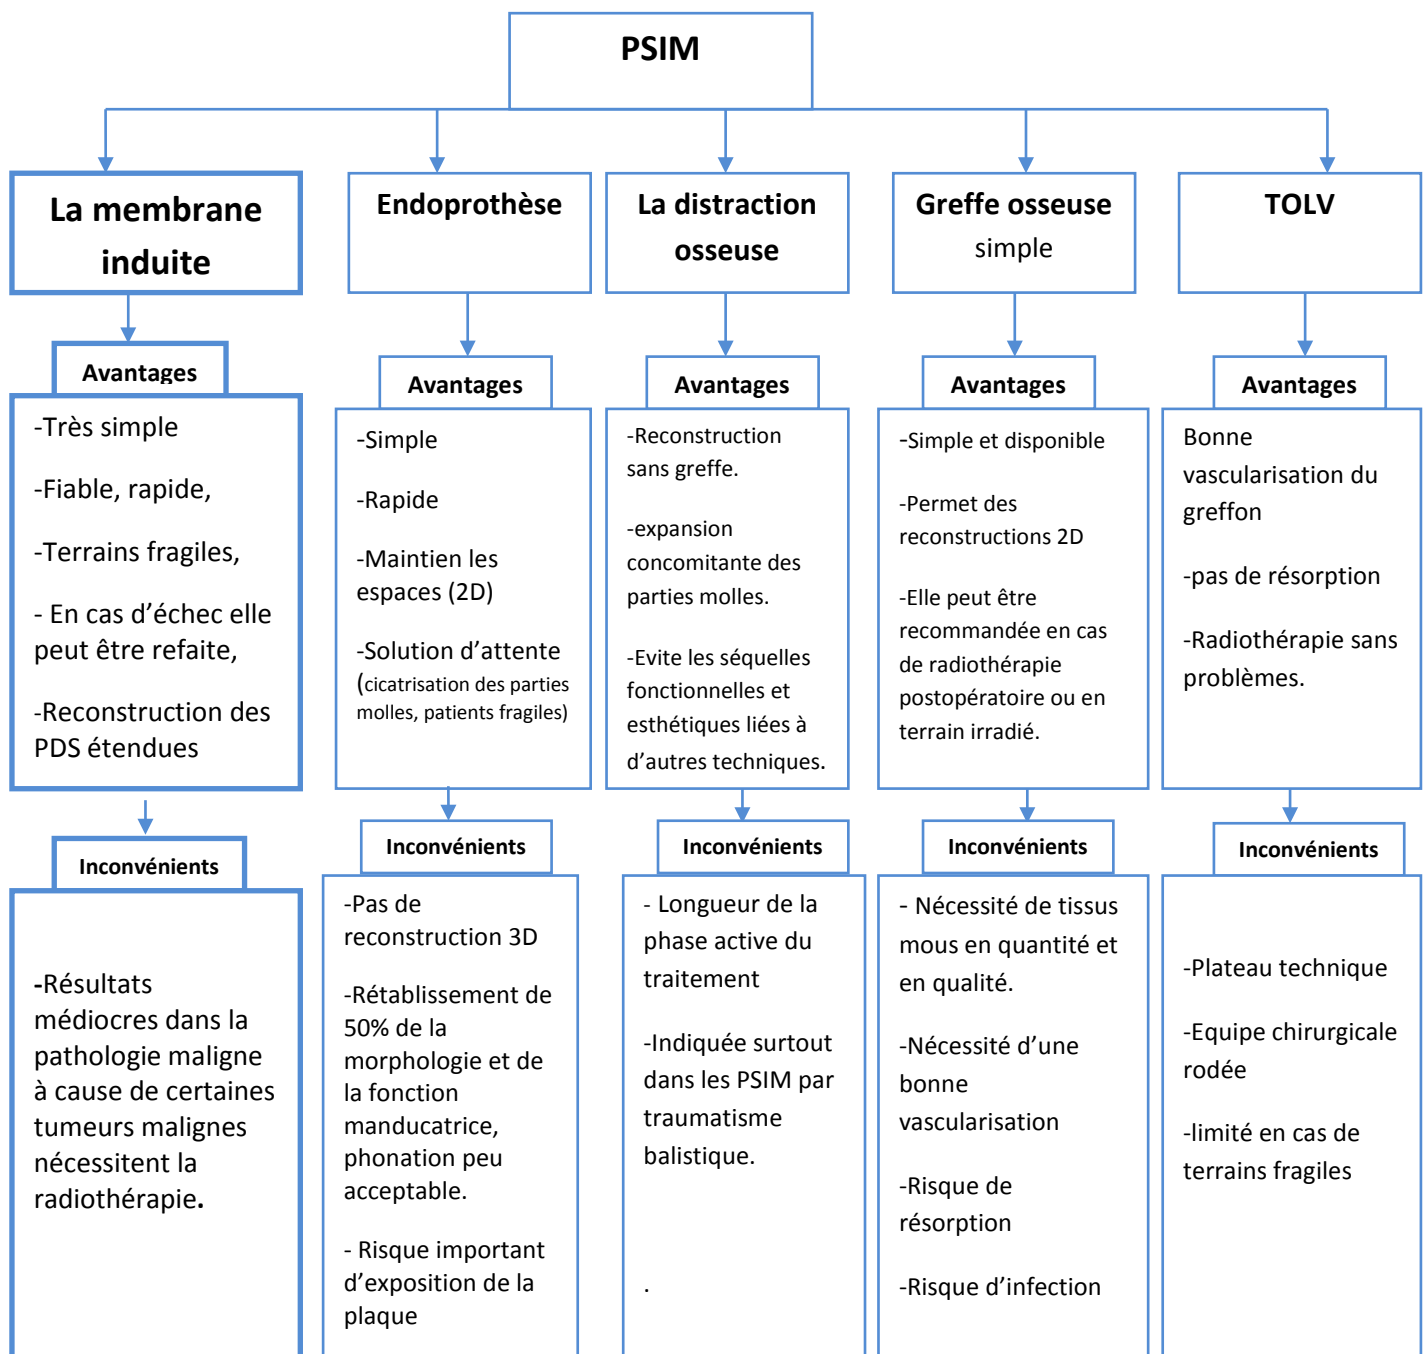 PSIM
La membrane
induite
Endoprothèse
La distraction
osseuse
Greffe osseuse
simple
TOLV
Avantages
-Très simple
-Fiable, rapide,
-Terrains fragiles,
- En cas d’échec elle
peut être refaite,
-Reconstruction des
PDS étendues
Inconvénients
-Résultats
médiocres dans la
pathologie maligne
à cause de certaines
tumeurs malignes
nécessitent la
radiothérapie.
Avantages
-Simple
-Rapide
-Maintien les
espaces (2D)
-Solution d’attente
(cicatrisation des parties
molles, patients fragiles)
Inconvénients
-Pas de
reconstruction 3D
-Rétablissement de
50% de la
morphologie et de
la fonction
manducatrice,
phonation peu
acceptable.
- Risque important
d’exposition de la
plaque
Avantages
-Reconstruction
sans greffe.
-expansion
concomitante des
parties molles.
-Evite les séquelles
fonctionnelles et
esthétiques liées à
d’autres techniques.
Inconvénients
- Longueur de la
phase active du
traitement
-Indiquée surtout
dans les PSIM par
traumatisme
balistique.
.
Avantages
-Simple et disponible
-Permet des
reconstructions 2D
-Elle peut être
recommandée en cas
de radiothérapie
postopératoire ou en
terrain irradié.
Inconvénients
- Nécessité de tissus
mous en quantité et
en qualité.
-Nécessité d’une
bonne
vascularisation
-Risque de
résorption
-Risque d’infection
Avantages
Bonne
vascularisation du
greffon
-pas de résorption
-Radiothérapie sans
problèmes.
Inconvénients
-Plateau technique
-Equipe chirurgicale
rodée
-limité en cas de
terrains fragiles